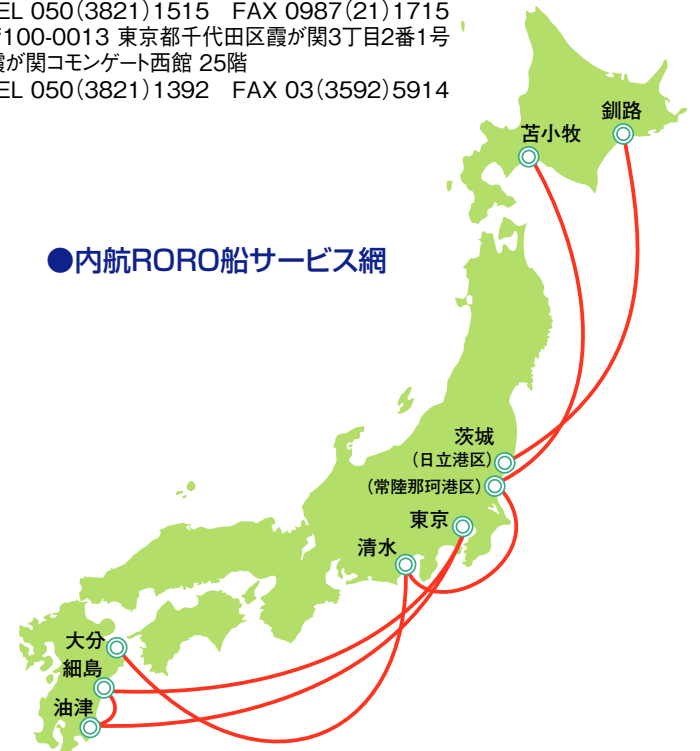 EL 050(3821)1515 FAX 0987(21)1715
〒100-0013 東京都千代田区霞が関3丁目2番1号
霞が関コモンゲート西館 25階
EL 050(3821)1392 FAX 03(3592)5914
釧路
苫小牧
●内航RORO船サービス網
茨城
(日立港区)
(常陸那珂港区)
東京
清水
大分
細島
油津